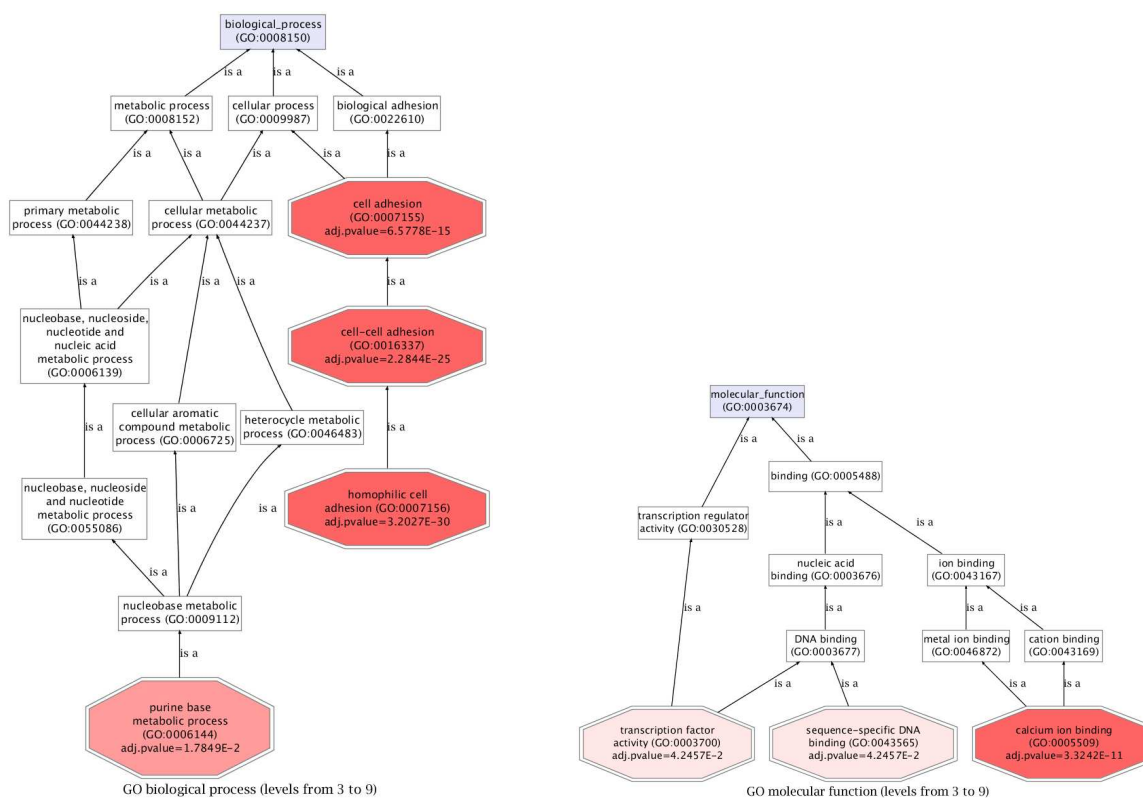 biological_process
(GO:0008150)
is a
is a
is a
metabolic process
(GO:0008152)
cellular process
(GO:0009987)
biological adhesion
(GO:0022610)
is a
is a
is a
is a
is a
primary metabolic
process (GO:0044238)
cellular metabolic
process (GO:0044237)
cell adhesion
(GO:0007155)
adj.pvalue=6.5778E-15
is a
is a
is a
is a
is a
nucleobase, nucleoside,
nucleotide and
nucleic acid
metabolic process
(GO:0006139)
cell-cell adhesion
(GO:0016337)
adj.pvalue=2.2844E-25
is a
is a
cellular aromatic
compound metabolic
process (GO:0006725)
heterocycle metabolic
process (GO:0046483)
nucleobase, nucleoside
and nucleotide
metabolic process
(GO:0055086)
homophilic cell
adhesion (GO:0007156)
adj.pvalue=3.2027E-30
is a
is a
is a
nucleobase metabolic
process (GO:0009112)
is a
purine base
metabolic process
(GO:0006144)
adj.pvalue=1.7849E-2
GO biological process (levels from 3 to 9)
molecular_function
(GO:0003674)
is a
is a
binding (GO:0005488)
transcription regulator
activity (GO:0030528)
is a
is a
nucleic acid
binding (GO:0003676)
ion binding
(GO:0043167)
is a
is a
is a
is a
DNA binding
(GO:0003677)
metal ion binding
(GO:0046872)
cation binding
(GO:0043169)
is a
is a
is a
is a
transcription factor
activity (GO:0003700)
adj.pvalue=4.2457E-2
sequence-specific DNA
binding (GO:0043565)
adj.pvalue=4.2457E-2
calcium ion binding
(GO:0005509)
adj.pvalue=3.3242E-11
GO molecular function (levels from 3 to 9)